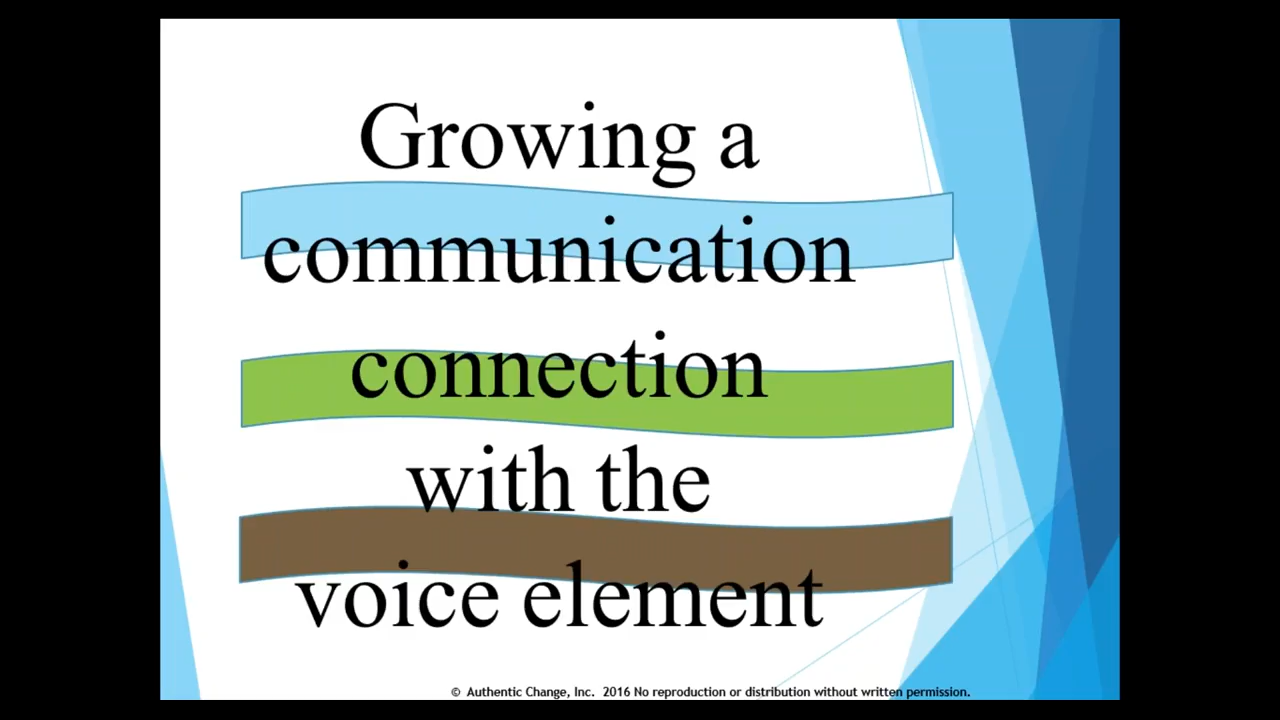 Growing a
communication
connection
with the
voice element
© Authentic Change, Inc.  2016 No reproduction or distribution without written permission.